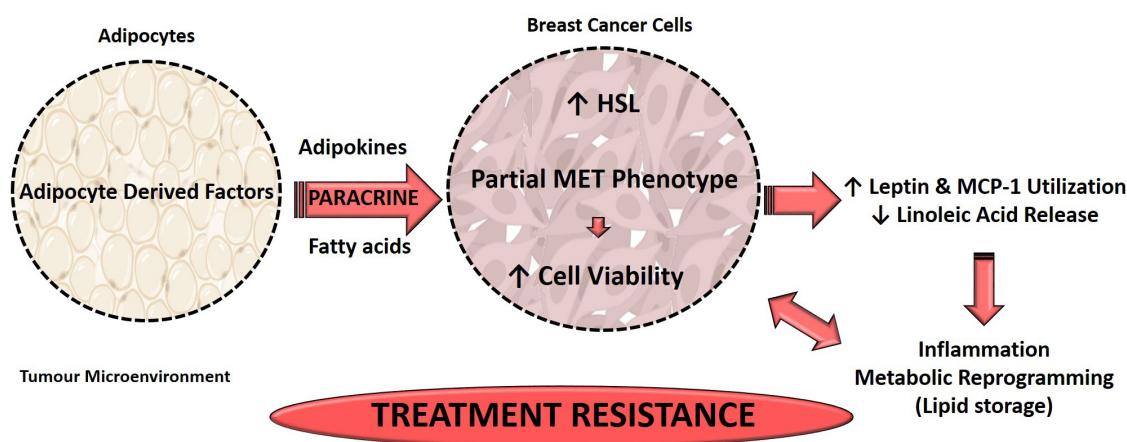 Adipocytes
Breast Cancer Cells
Adipocyte Derived Factors
Adipokines
PARACRINE
Fatty acids
↑ HSL
Partial MET Phenotype
↑ Cell Viability
↑ Leptin & MCP-1 Utilization
↓ Linoleic Acid Release
Inflammation
Metabolic Reprogramming
(Lipid storage)
Tumour Microenvironment
TREATMENT RESISTANCE